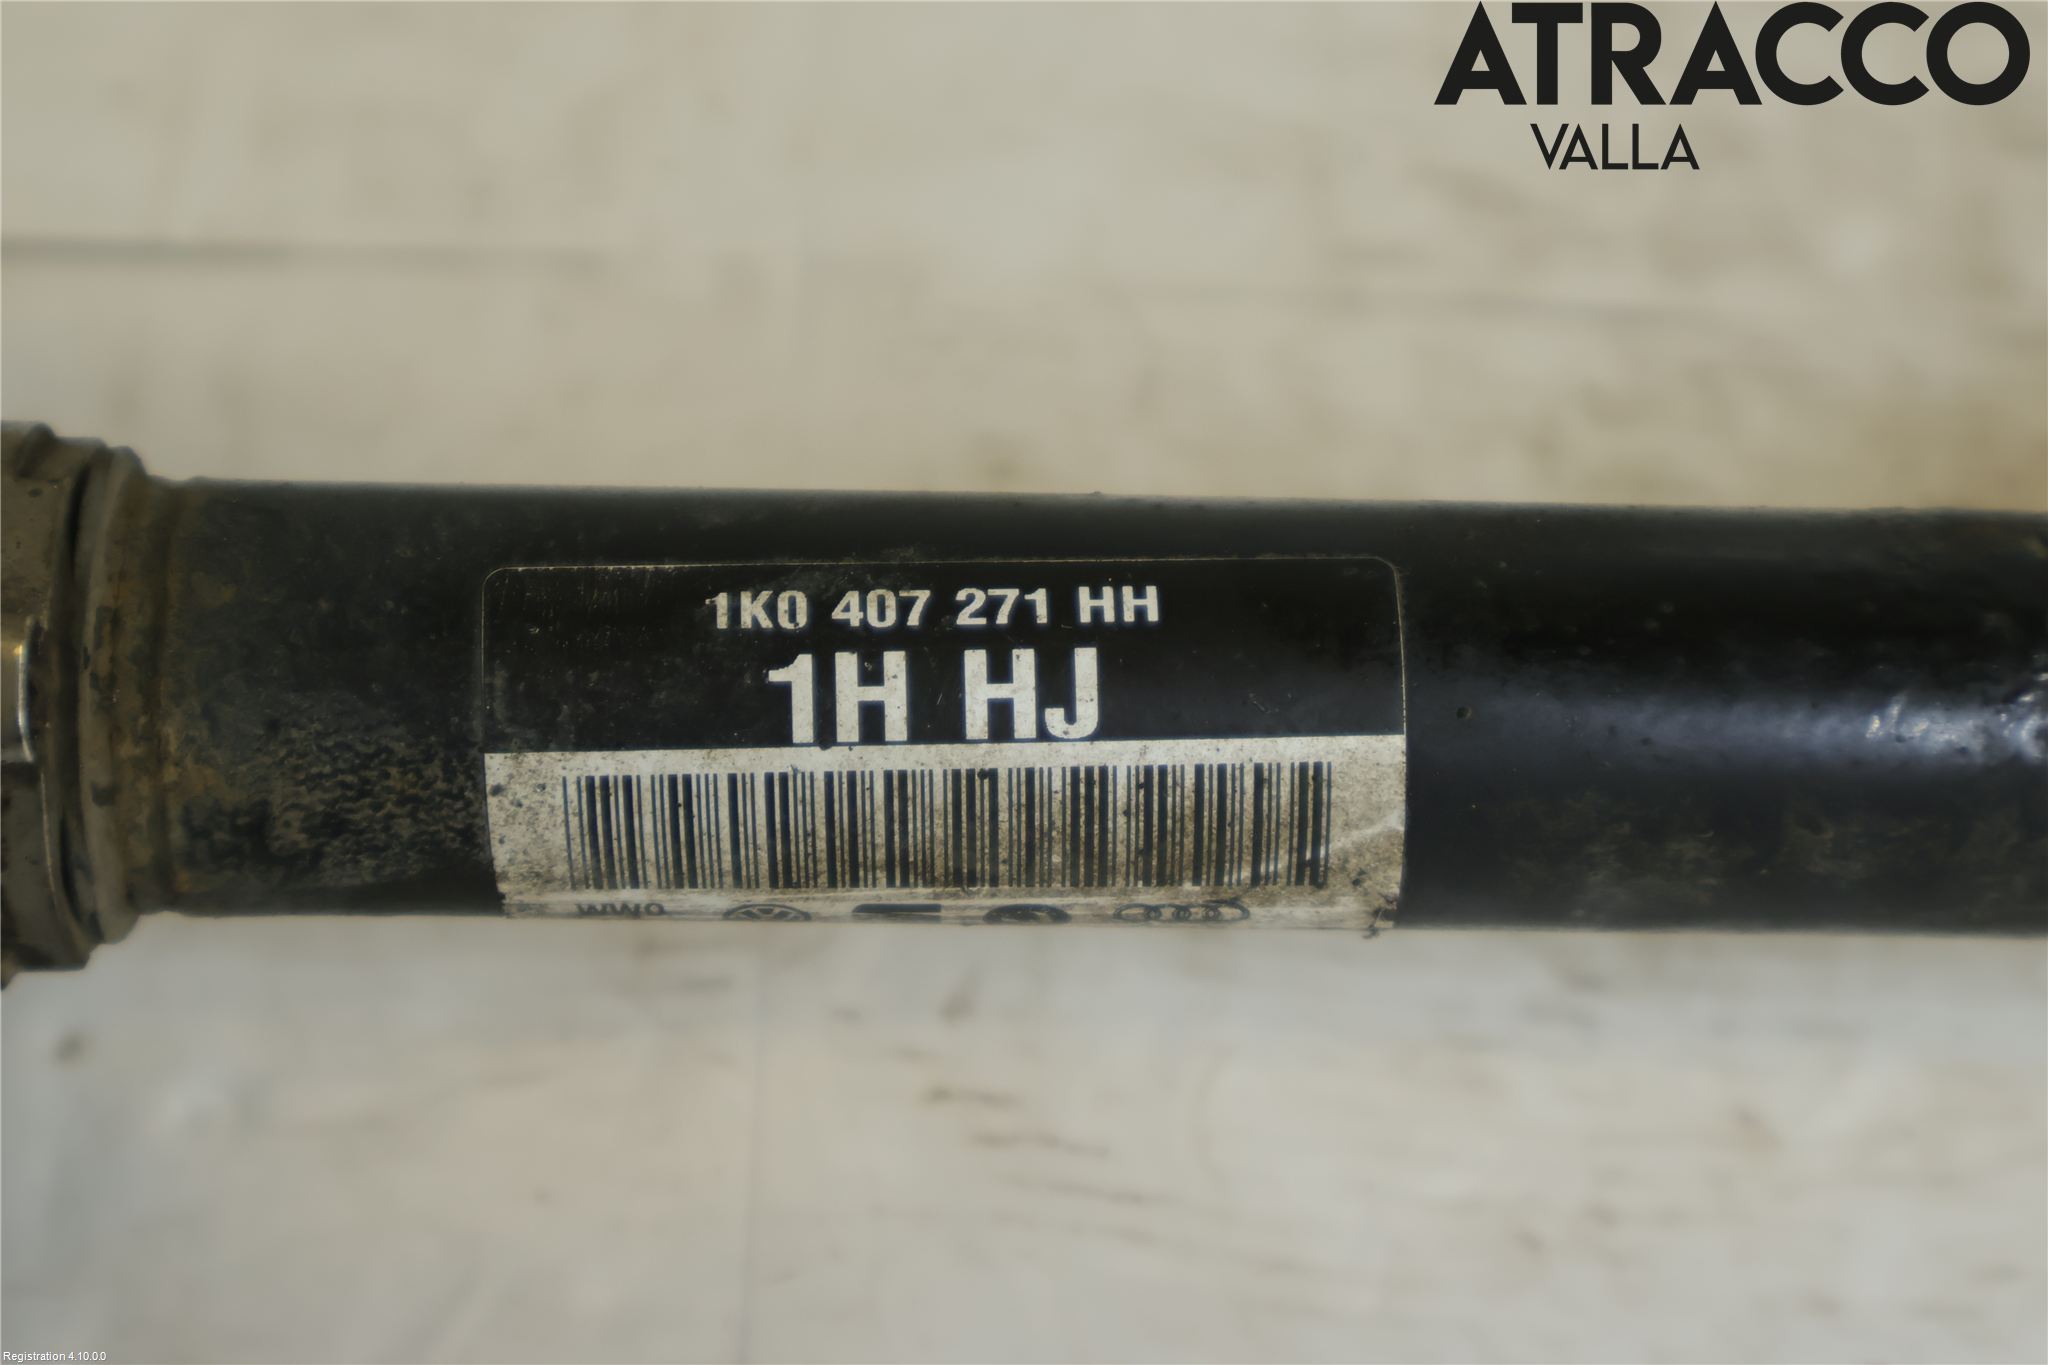 ATRACCO
VALLA
1K0 407 271 HH
1H HJ
Registration 4.10.0.0